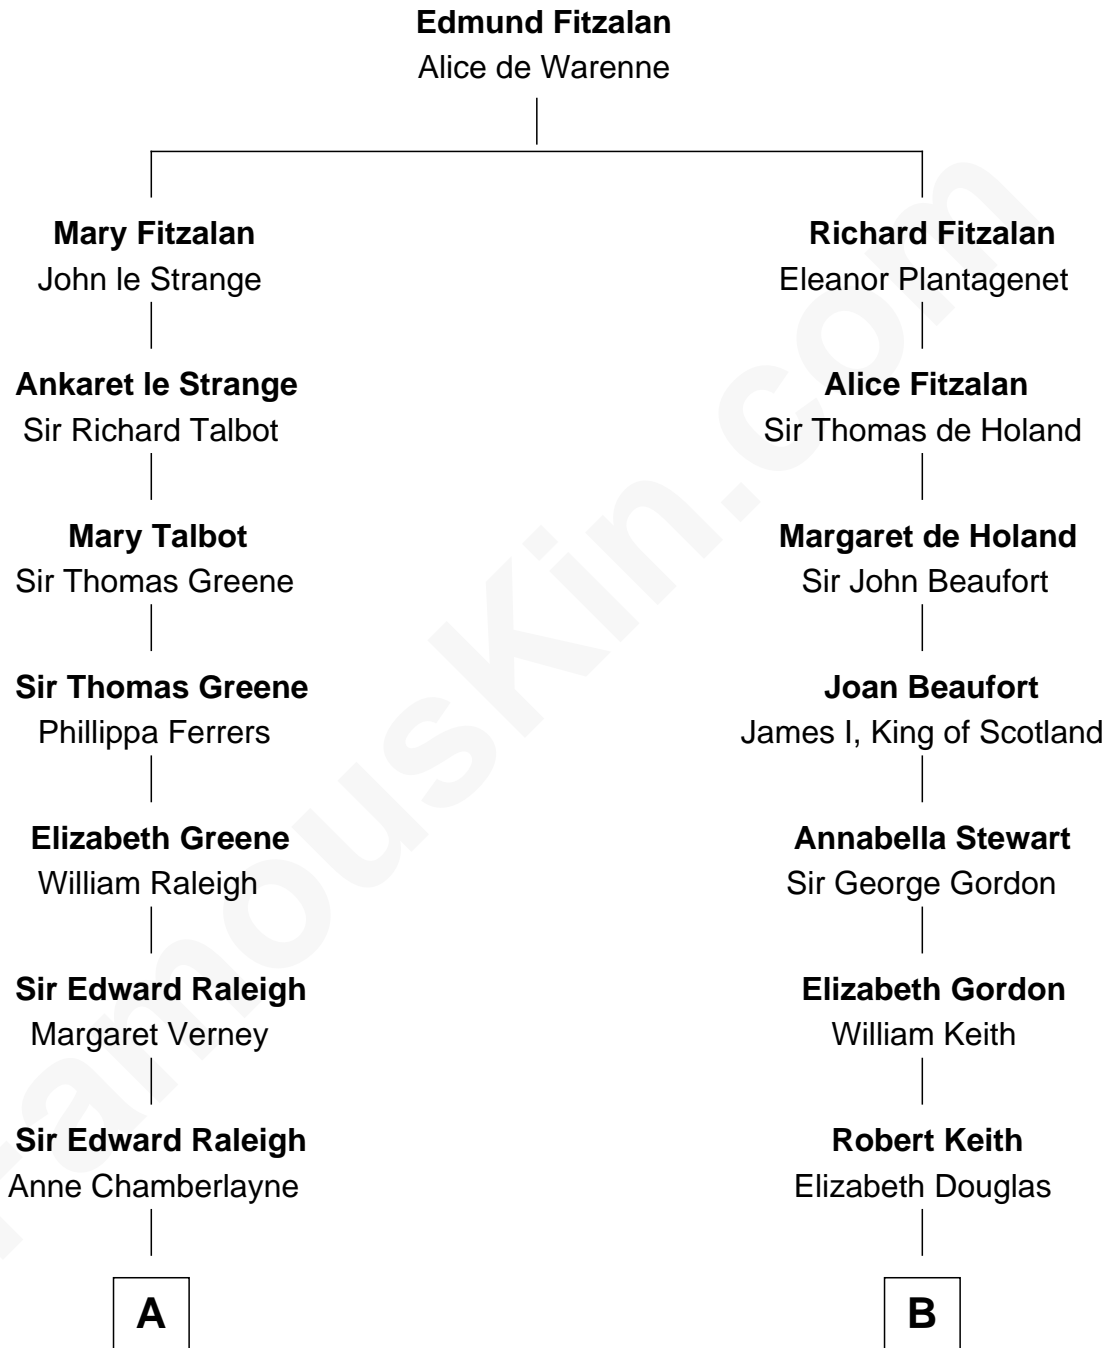 Edmund Fitzalan
Alice de Warenne
Mary Fitzalan
John le Strange
Richard Fitzalan
Eleanor Plantagenet
Ankaret le Strange
Sir Richard Talbot
Alice Fitzalan
Sir Thomas de Holand
Mary Talbot
Sir Thomas Greene
Margaret de Holand
Sir John Beaufort
Sir Thomas Greene
Phillippa Ferrers
Joan Beaufort
James I, King of Scotland
Elizabeth Greene
William Raleigh
Annabella Stewart
Sir George Gordon
Sir Edward Raleigh
Margaret Verney
Elizabeth Gordon
William Keith
Sir Edward Raleigh
Anne Chamberlayne
Robert Keith
Elizabeth Douglas
A
B
FamousKin.com